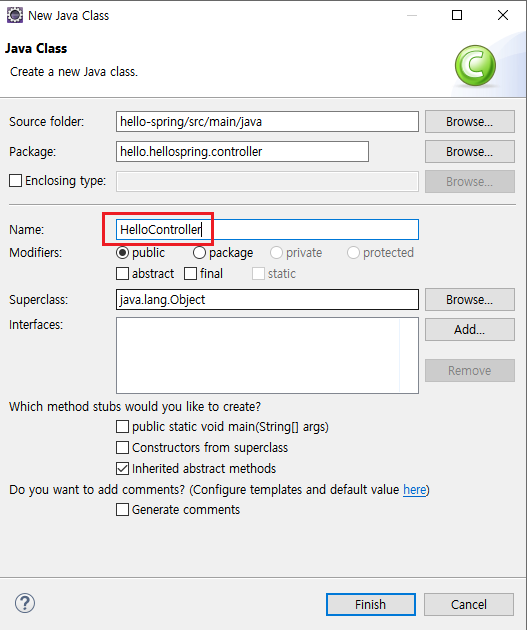 New Java Class
Java Class
Create a new Java class.
C
Source folder: hello-spring/src/main/java Browse...
Package: hello.hellospring.controller Browse...
Enclosing type: Browse...
Name: HelloController
Modifiers: public package private protected
abstract final static
Superclass: java.lang.Object Browse...
Interfaces: Add...
Remove
Which method stubs would you like to create?
public static void main(String[] args)
Constructors from superclass
Inherited abstract methods
Do you want to add comments? (Configure templates and default value here)
Generate comments
? Finish Cancel